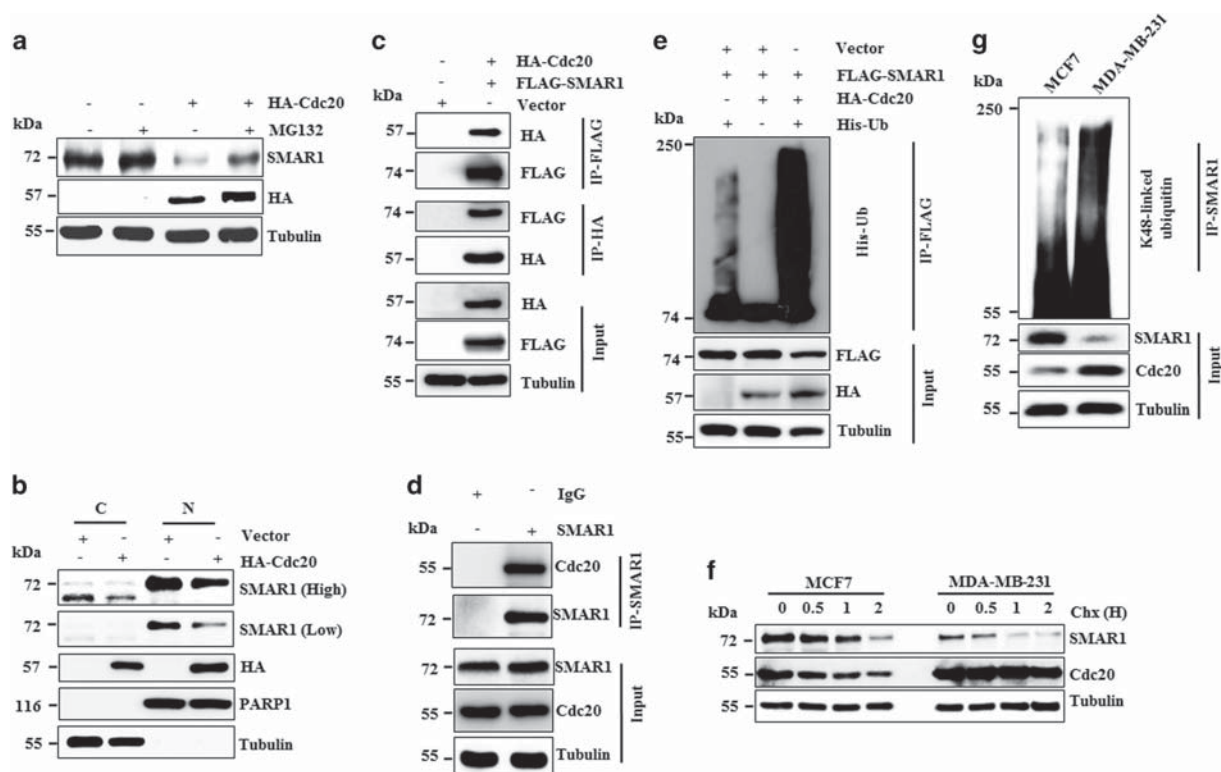 a
- - + + HA-Cdc20
kDa - + - + MG132
72 SMAR1
57 HA
55 Tubulin
b
C N
+ - + - Vector
kDa - + - + HA-Cdc20
72 SMAR1 (High)
72 SMAR1 (Low)
57 HA
116 PARP1
55 Tubulin
c
- + HA-Cdc20
- + FLAG-SMAR1
kDa + - Vector
57 HA
74 FLAG
IP-FLAG
74 FLAG
57 HA
IP-HA
57 HA
74 FLAG
55 Tubulin
Input
d
+ - IgG
kDa - + SMAR1
55 Cdc20
72 SMAR1
IP-SMAR1
72 SMAR1
55 Cdc20
55 Tubulin
Input
e
+ + - Vector
+ + + FLAG-SMAR1
- + + HA-Cdc20
kDa + - + His-Ub
250
74
His-Ub
IP-FLAG
74 FLAG
57 HA
55 Tubulin
Input
f
MCF7 MDA-MB-231
kDa 0 0.5 1 2 0 0.5 1 2 Chx (H)
72 SMAR1
55 Cdc20
55 Tubulin
g
MCF7 MDA-MB-231
kDa
250
55
K48-linked
ubiquitin
IP-SMAR1
72 SMAR1
55 Cdc20
55 Tubulin
Input